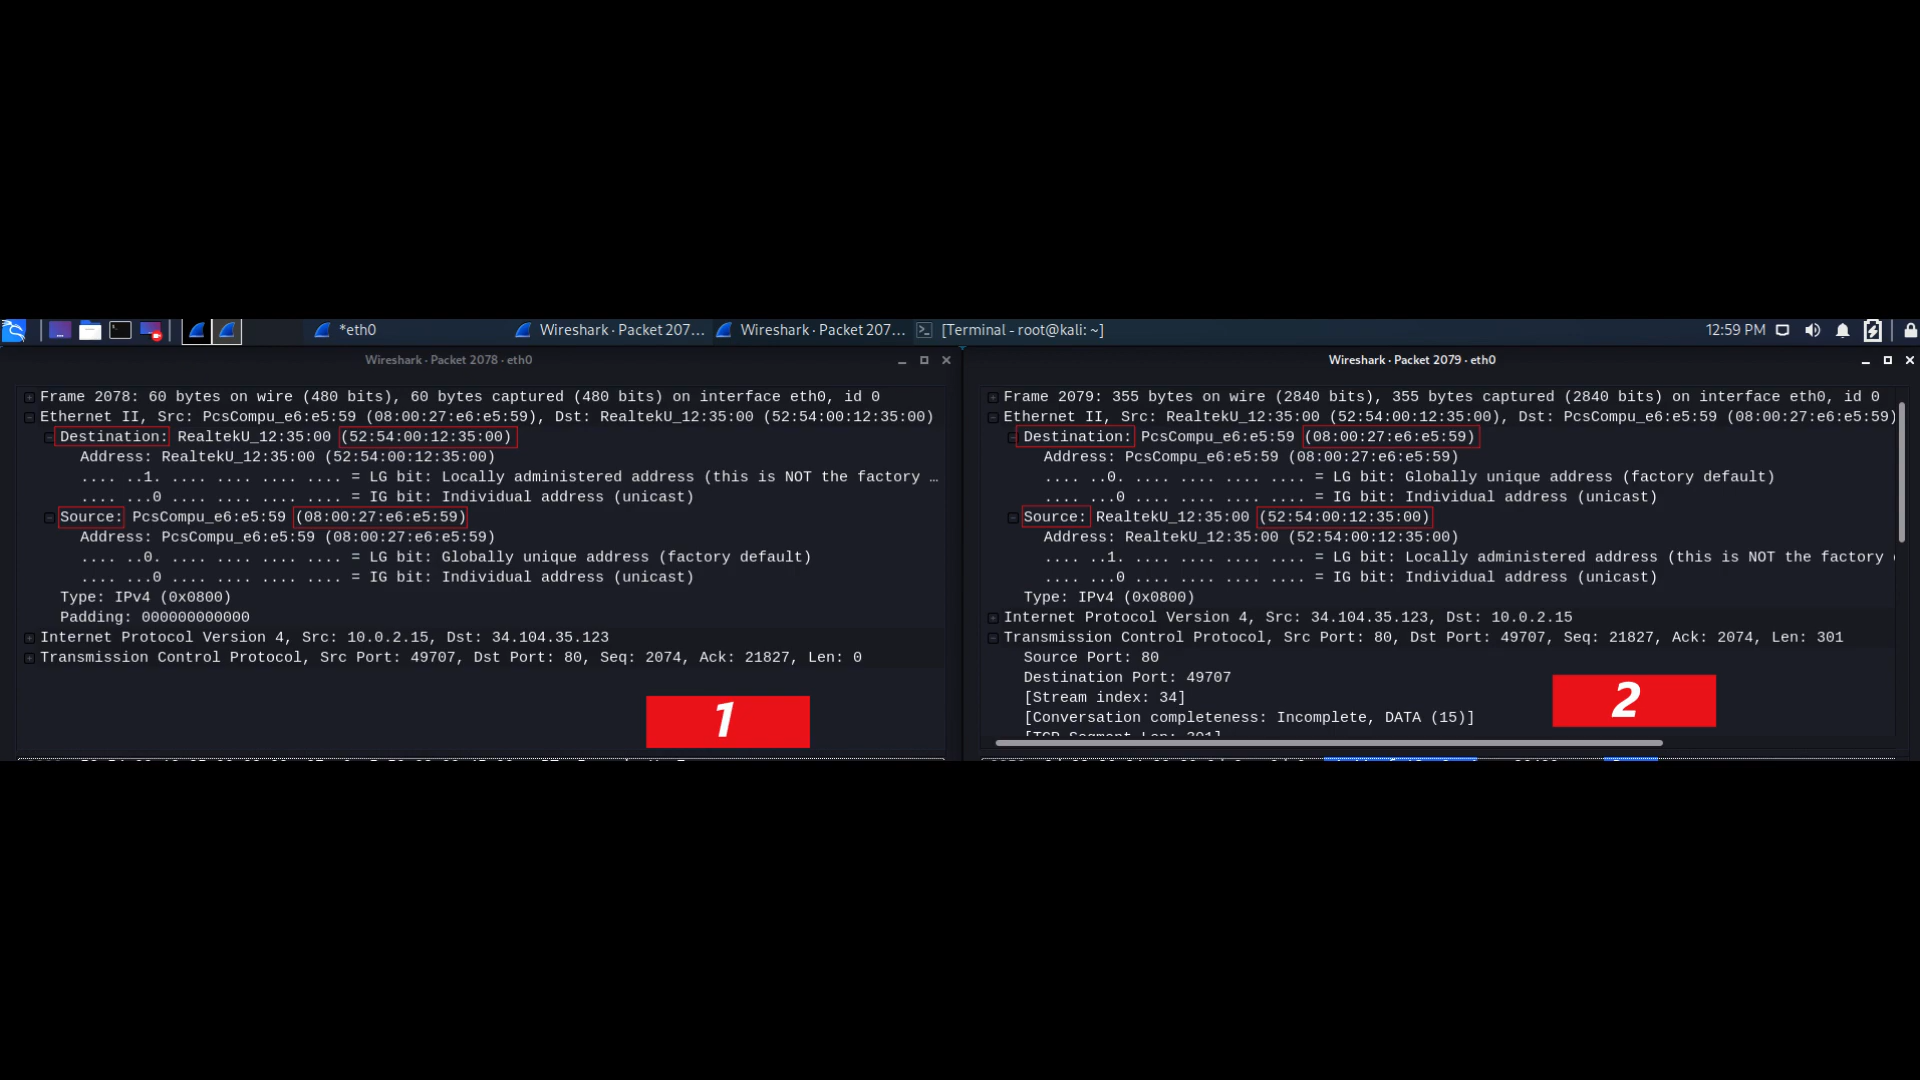 *eth0
Wireshark · Packet 207...
Wireshark · Packet 207...
[Terminal - root@kali: ~]
12:59 PM
Wireshark · Packet 2078 · eth0
Frame 2078: 60 bytes on wire (480 bits), 60 bytes captured (480 bits) on interface eth0, id 0
Ethernet II, Src: PcsCompu_e6:e5:59 (08:00:27:e6:e5:59), Dst: RealtekU_12:35:00 (52:54:00:12:35:00)
Destination: RealtekU_12:35:00 (52:54:00:12:35:00)
Address: RealtekU_12:35:00 (52:54:00:12:35:00)
.... ..1. .... .... .... .... = LG bit: Locally administered address (this is NOT the factory …
.... ...0 .... .... .... .... = IG bit: Individual address (unicast)
Source: PcsCompu_e6:e5:59 (08:00:27:e6:e5:59)
Address: PcsCompu_e6:e5:59 (08:00:27:e6:e5:59)
.... ..0. .... .... .... .... = LG bit: Globally unique address (factory default)
.... ...0 .... .... .... .... = IG bit: Individual address (unicast)
Type: IPv4 (0x0800)
Padding: 000000000000
Internet Protocol Version 4, Src: 10.0.2.15, Dst: 34.104.35.123
Transmission Control Protocol, Src Port: 49707, Dst Port: 80, Seq: 2074, Ack: 21827, Len: 0
1
Wireshark · Packet 2079 · eth0
Frame 2079: 355 bytes on wire (2840 bits), 355 bytes captured (2840 bits) on interface eth0, id 0
Ethernet II, Src: RealtekU_12:35:00 (52:54:00:12:35:00), Dst: PcsCompu_e6:e5:59 (08:00:27:e6:e5:59)
Destination: PcsCompu_e6:e5:59 (08:00:27:e6:e5:59)
Address: PcsCompu_e6:e5:59 (08:00:27:e6:e5:59)
.... ..0. .... .... .... .... = LG bit: Globally unique address (factory default)
.... ...0 .... .... .... .... = IG bit: Individual address (unicast)
Source: RealtekU_12:35:00 (52:54:00:12:35:00)
Address: RealtekU_12:35:00 (52:54:00:12:35:00)
.... ..1. .... .... .... .... = LG bit: Locally administered address (this is NOT the factory
.... ...0 .... .... .... .... = IG bit: Individual address (unicast)
Type: IPv4 (0x0800)
Internet Protocol Version 4, Src: 34.104.35.123, Dst: 10.0.2.15
Transmission Control Protocol, Src Port: 80, Dst Port: 49707, Seq: 21827, Ack: 2074, Len: 301
Source Port: 80
Destination Port: 49707
[Stream index: 34]
[Conversation completeness: Incomplete, DATA (15)]
[TCP Segment Len: 301]
2